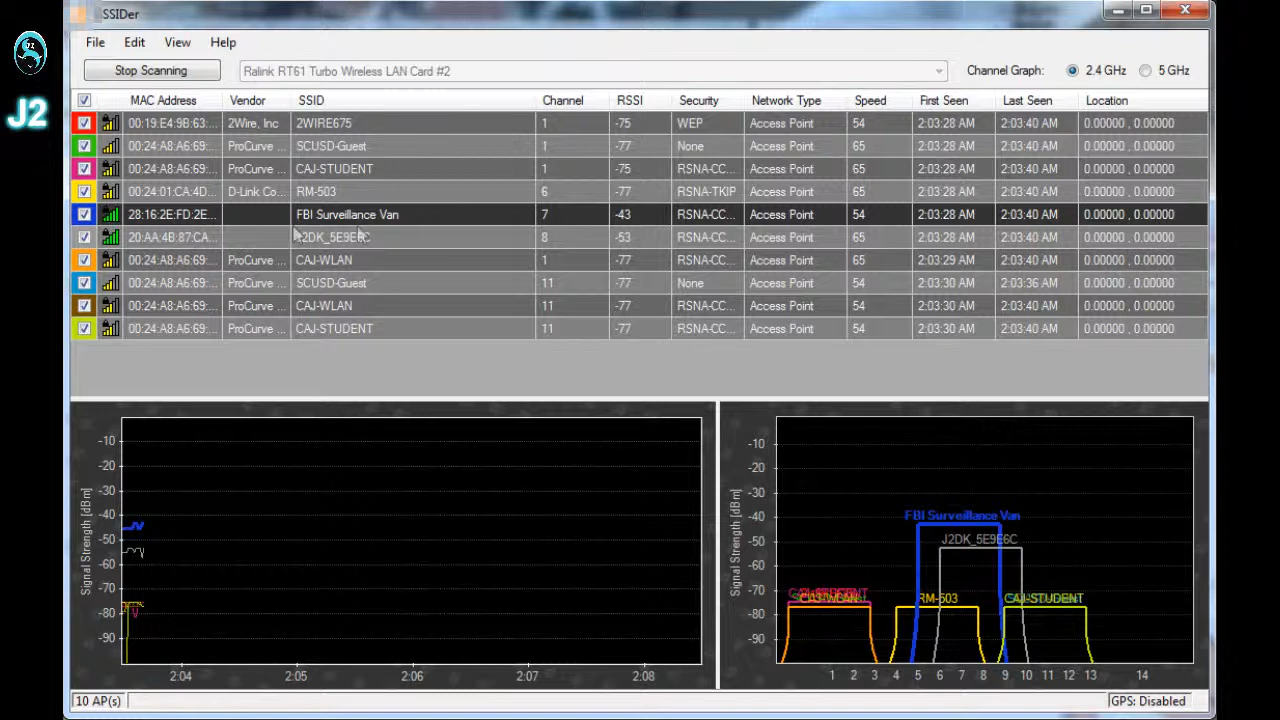 SSIDer
J2
File Edit View Help
Stop Scanning Ralink RT61 Turbo Wireless LAN Card #2 Channel Graph: 2.4 GHz 5 GHz
MAC Address Vendor SSID Channel RSSI Security Network Type Speed First Seen Last Seen Location
00:19:E4:9B:63:... 2Wire, Inc 2WIRE675 1 -75 WEP Access Point 54 2:03:28 AM 2:03:40 AM 0.00000 , 0.00000
00:24:A8:A6:69:... ProCurve ... SCUSD-Guest 1 -77 None Access Point 65 2:03:28 AM 2:03:40 AM 0.00000 , 0.00000
00:24:A8:A6:69:... ProCurve ... CAJ-STUDENT 1 -75 RSNA-CC... Access Point 65 2:03:28 AM 2:03:40 AM 0.00000 , 0.00000
00:24:01:CA:4D... D-Link Co... RM-503 6 -77 RSNA-TKIP Access Point 65 2:03:28 AM 2:03:40 AM 0.00000 , 0.00000
28:16:2E:FD:2E... FBI Surveillance Van 7 -43 RSNA-CC... Access Point 54 2:03:28 AM 2:03:40 AM 0.00000 , 0.00000
20:AA:4B:87:CA... J2DK_5E9E6C 8 -53 RSNA-CC... Access Point 65 2:03:28 AM 2:03:40 AM 0.00000 , 0.00000
00:24:A8:A6:69:... ProCurve ... CAJ-WLAN 1 -77 RSNA-CC... Access Point 65 2:03:29 AM 2:03:40 AM 0.00000 , 0.00000
00:24:A8:A6:69:... ProCurve ... SCUSD-Guest 11 -77 None Access Point 54 2:03:30 AM 2:03:36 AM 0.00000 , 0.00000
00:24:A8:A6:69:... ProCurve ... CAJ-WLAN 11 -77 RSNA-CC... Access Point 54 2:03:30 AM 2:03:40 AM 0.00000 , 0.00000
00:24:A8:A6:69:... ProCurve ... CAJ-STUDENT 11 -77 RSNA-CC... Access Point 54 2:03:30 AM 2:03:40 AM 0.00000 , 0.00000
Signal Strength [dBm]
-10
-20
-30
-40
-50
-60
-70
-80
-90
2:04 2:05 2:06 2:07 2:08
Signal Strength [dBm]
-10
-20
-30
-40
-50
-60
-70
-80
-90
FBI Surveillance Van
J2DK_5E9E6C
CAJ-WLAN RM-503 CAJ-STUDENT
1 2 3 4 5 6 7 8 9 10 11 12 13 14
10 AP(s) GPS: Disabled